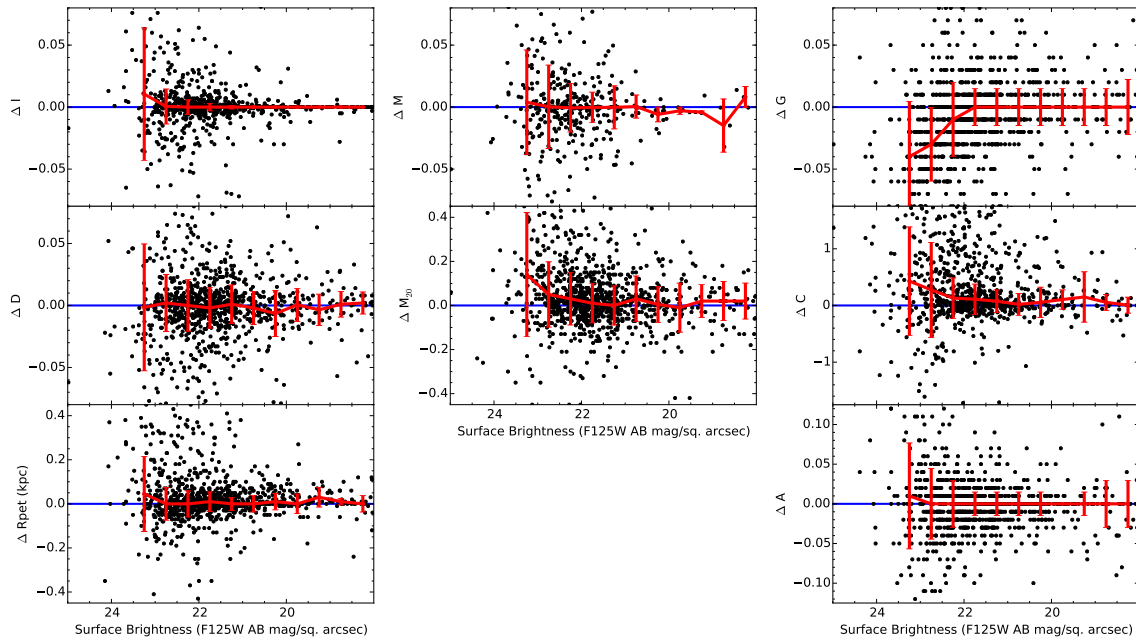 0.05
0.00
−0.05
Δ I
0.05
0.00
−0.05
Δ M
0.05
0.00
−0.05
Δ G
0.05
0.00
−0.05
Δ D
0.4
0.2
0.0
−0.2
−0.4
Δ M20
24 22 20
Surface Brightness (F125W AB mag/sq. arcsec)
1
0
−1
Δ C
0.4
0.2
0.0
−0.2
−0.4
Δ Rpet (kpc)
24 22 20
Surface Brightness (F125W AB mag/sq. arcsec)
0.10
0.05
0.00
−0.05
−0.10
Δ A
24 22 20
Surface Brightness (F125W AB mag/sq. arcsec)